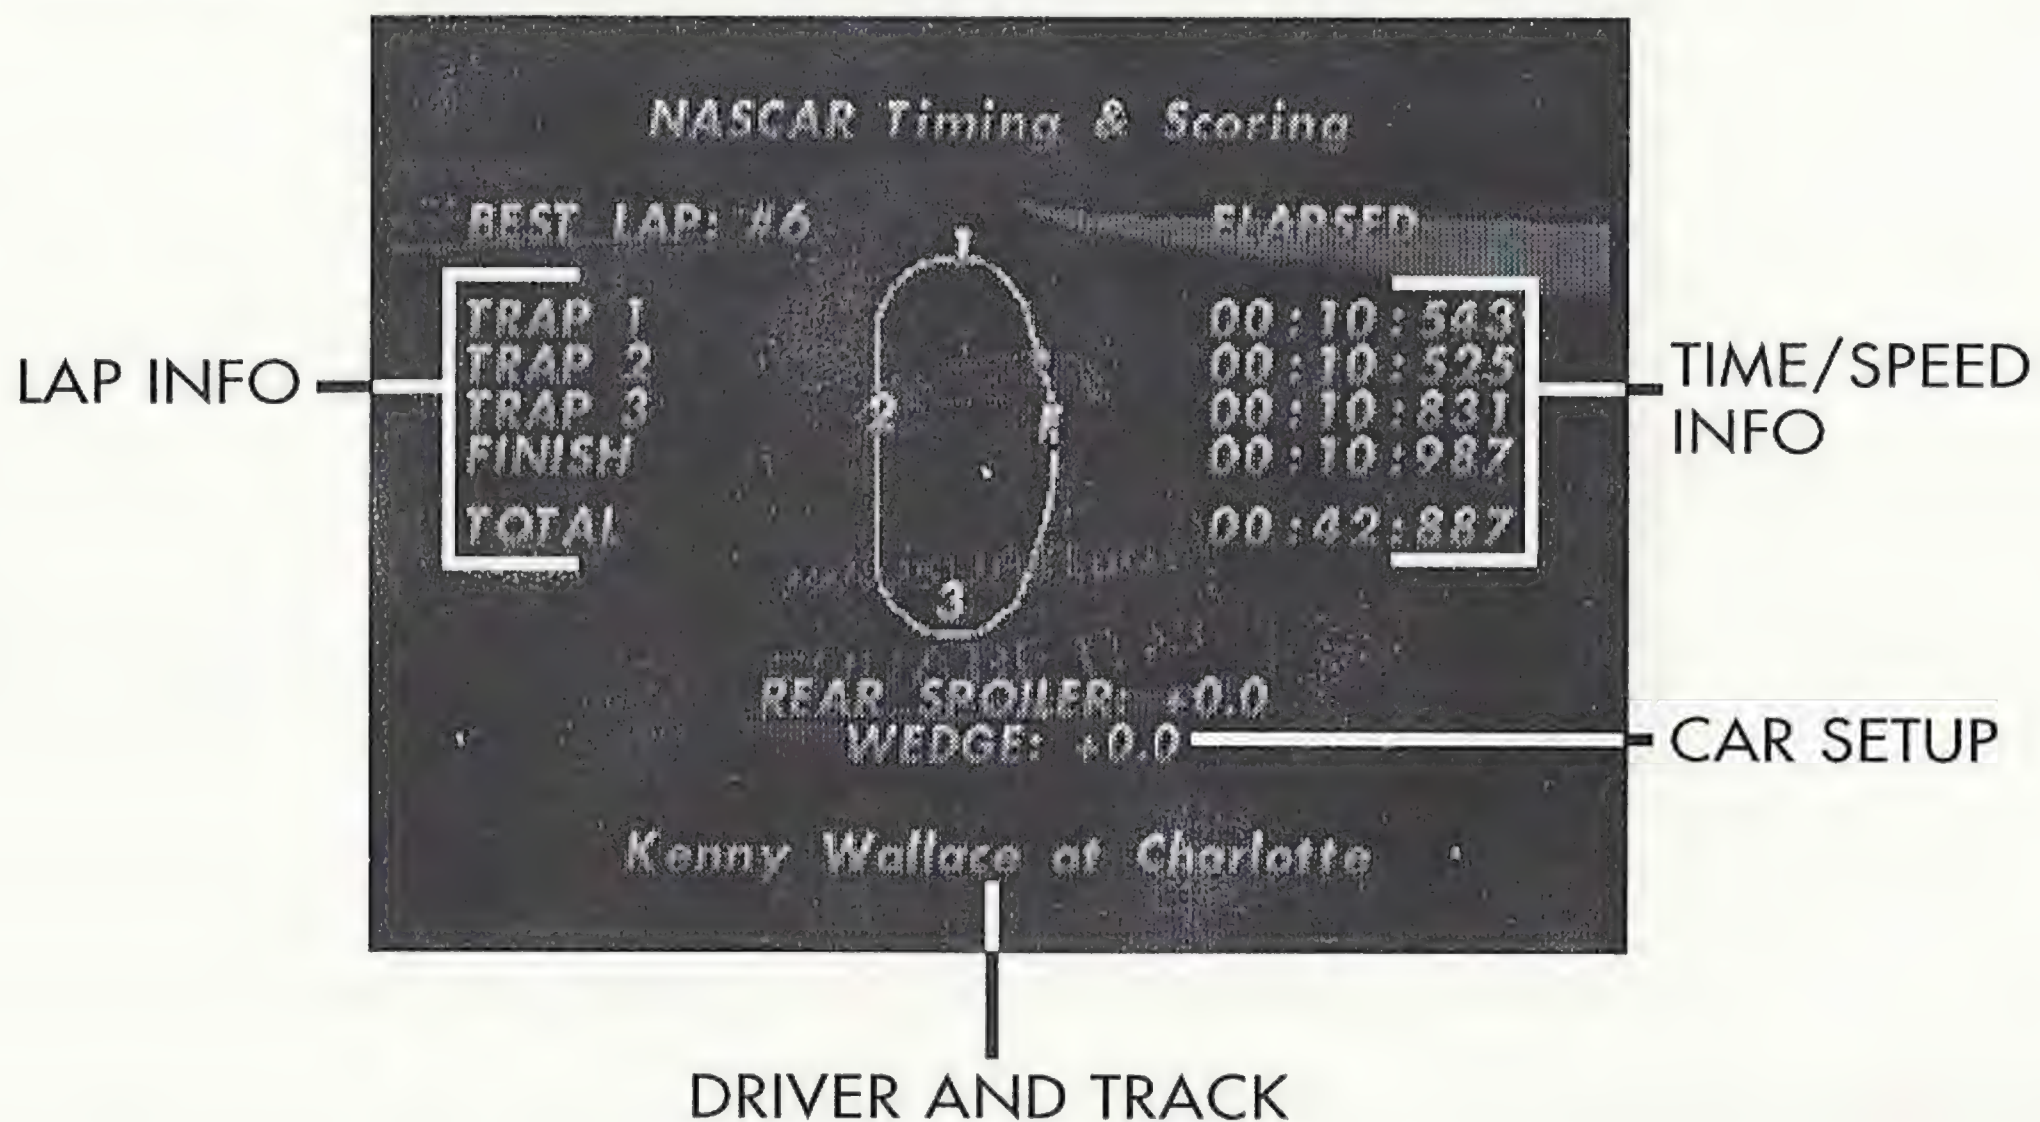 NASCAR Timing & Scoring
BEST LAP: #6
ELAPSED
TRAP 1 00:10:543
TRAP 2 00:10:525
TRAP 3 00:10:831
FINISH 00:10:987
TOTAL 00:42:887
1
2
F
3
REAR SPOILER: +0.0
WEDGE: +0.0
Kenny Wallace at Charlotte
LAP INFO
TIME/SPEED
INFO
CAR SETUP
DRIVER AND TRACK